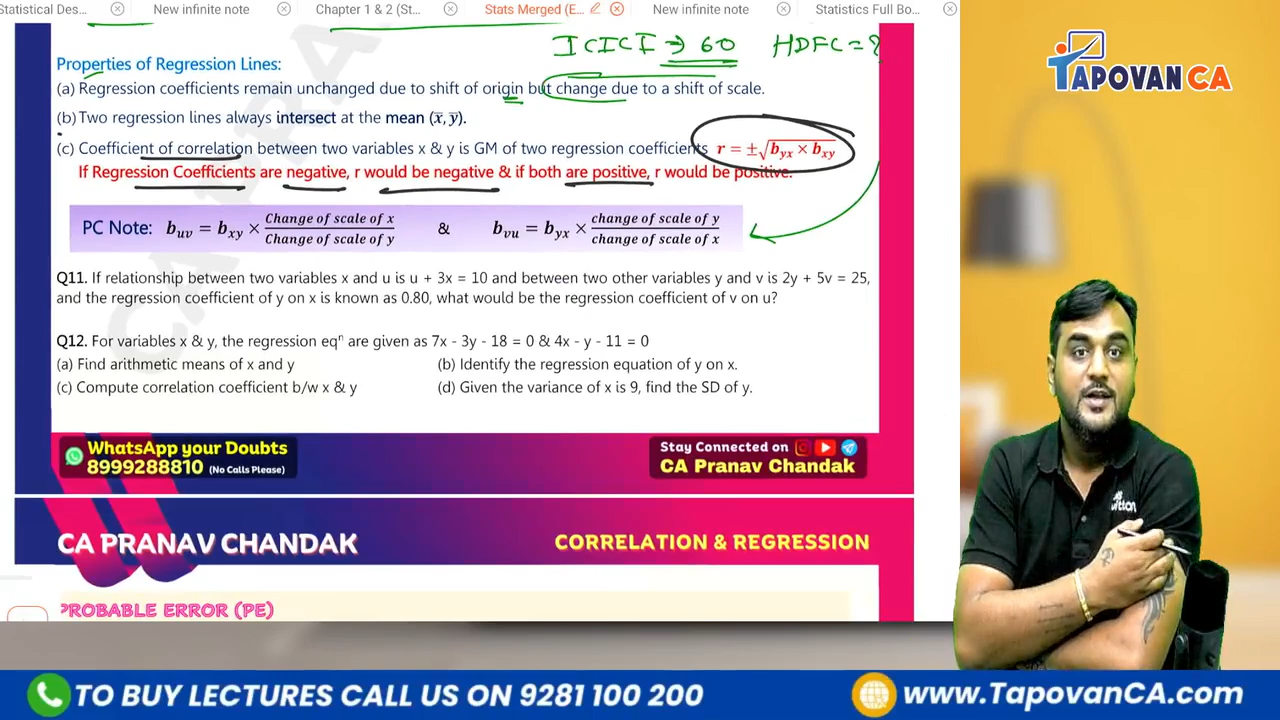 Statistical Des...
New infinite note
Chapter 1 & 2 (St...
Stats Merged (E...
New infinite note
Statistics Full Bo...
ICICI → 60 HDFC = ?
TAPOVAN CA
Properties of Regression Lines:
(a) Regression coefficients remain unchanged due to shift of origin but change due to a shift of scale.
(b) Two regression lines always intersect at the mean (x̅, y̅).
(c) Coefficient of correlation between two variables x & y is GM of two regression coefficients r = ±√(b_yx × b_xy)
If Regression Coefficients are negative, r would be negative & if both are positive, r would be positive.
PC Note: b_uv = b_xy × Change of scale of x / Change of scale of y & b_vu = b_yx × change of scale of y / change of scale of x
Q11. If relationship between two variables x and u is u + 3x = 10 and between two other variables y and v is 2y + 5v = 25,
and the regression coefficient of y on x is known as 0.80, what would be the regression coefficient of v on u?
Q12. For variables x & y, the regression eqⁿ are given as 7x - 3y - 18 = 0 & 4x - y - 11 = 0
(a) Find arithmetic means of x and y (b) Identify the regression equation of y on x.
(c) Compute correlation coefficient b/w x & y (d) Given the variance of x is 9, find the SD of y.
WhatsApp your Doubts
8999288810 (No Calls Please)
Stay Connected on
CA Pranav Chandak
CA PRANAV CHANDAK
CORRELATION & REGRESSION
PROBABLE ERROR (PE)
TO BUY LECTURES CALL US ON 9281 100 200
www.TapovanCA.com